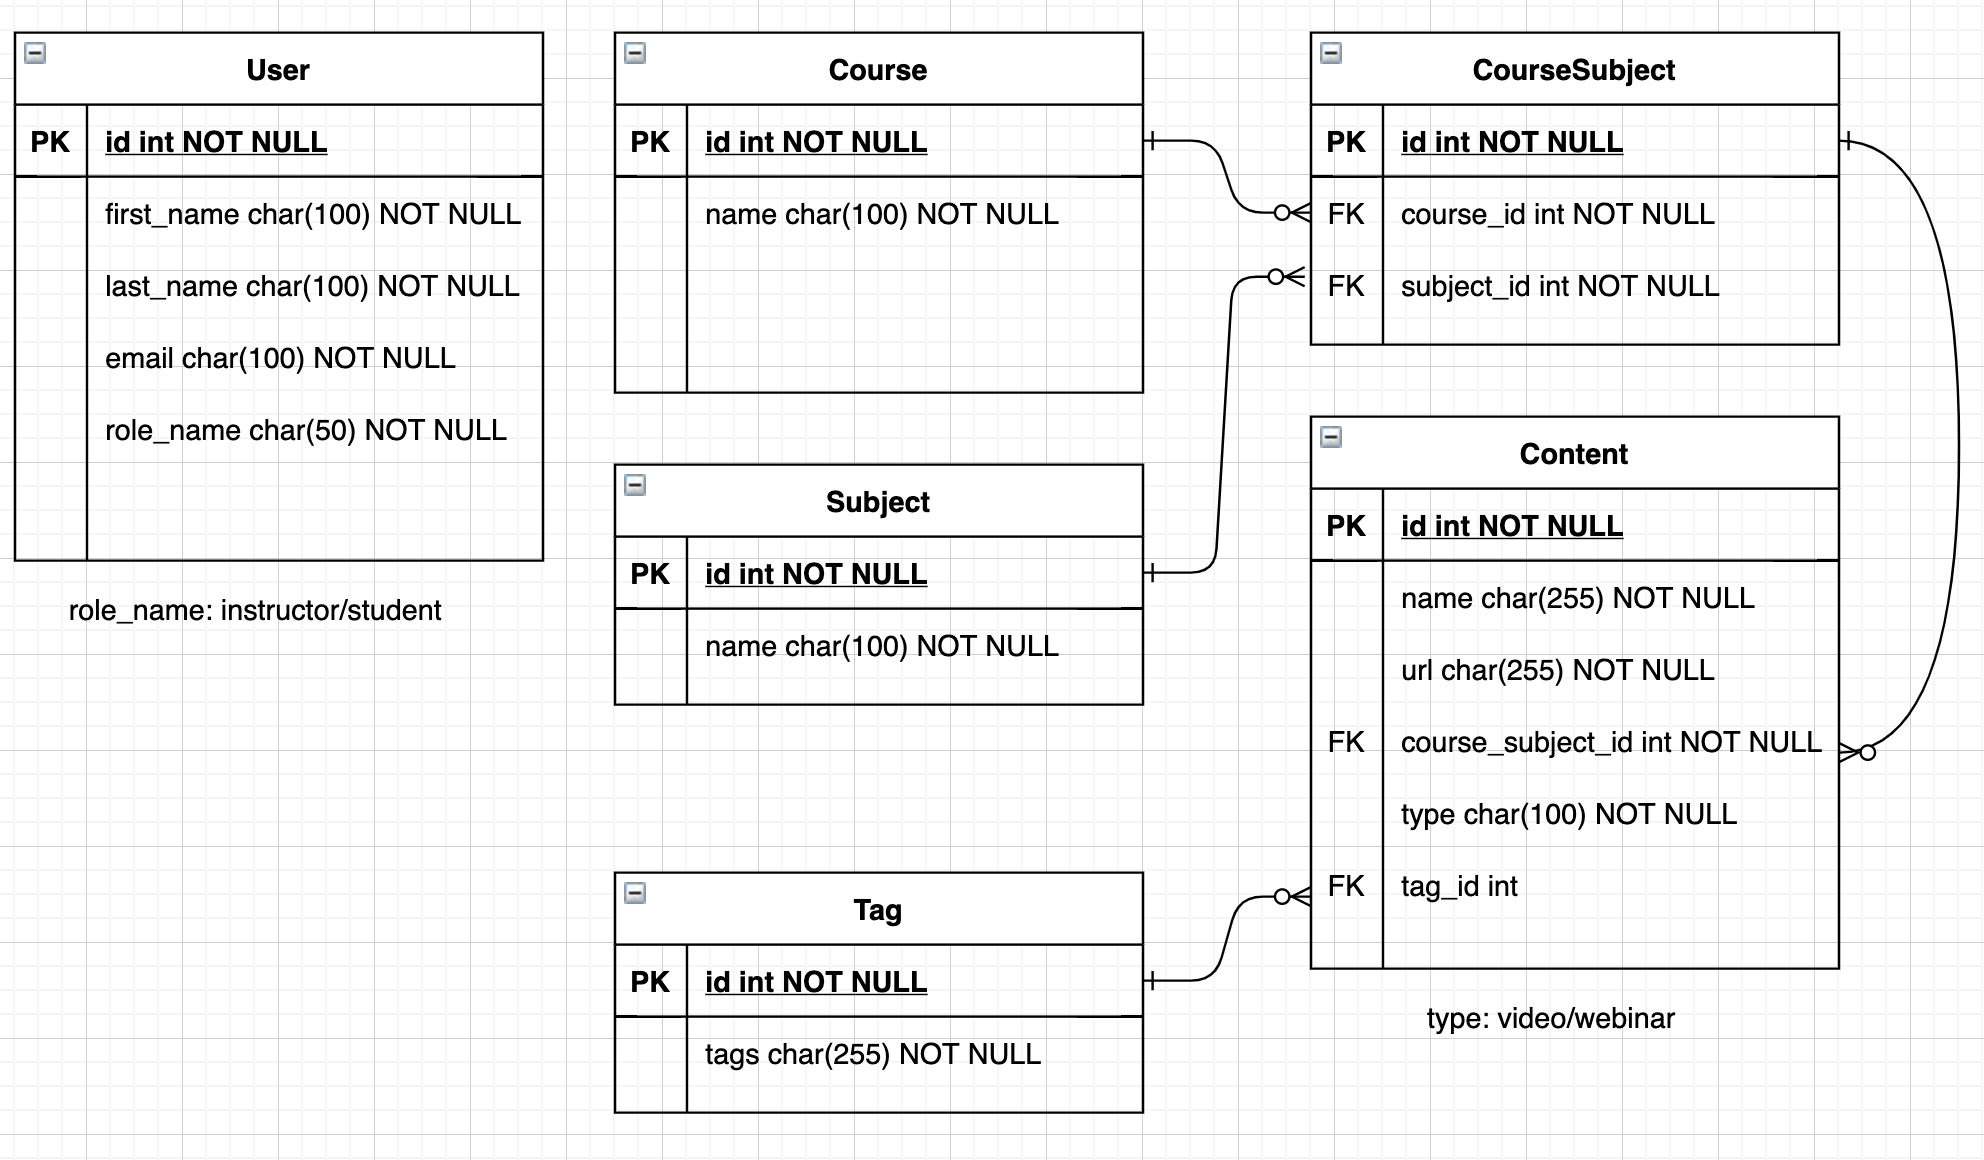 User
PK id int NOT NULL
first_name char(100) NOT NULL
last_name char(100) NOT NULL
email char(100) NOT NULL
role_name char(50) NOT NULL
role_name: instructor/student
Course
PK id int NOT NULL
name char(100) NOT NULL
Subject
PK id int NOT NULL
name char(100) NOT NULL
Tag
PK id int NOT NULL
tags char(255) NOT NULL
CourseSubject
PK id int NOT NULL
FK course_id int NOT NULL
FK subject_id int NOT NULL
Content
PK id int NOT NULL
name char(255) NOT NULL
url char(255) NOT NULL
FK course_subject_id int NOT NULL
type char(100) NOT NULL
FK tag_id int
type: video/webinar